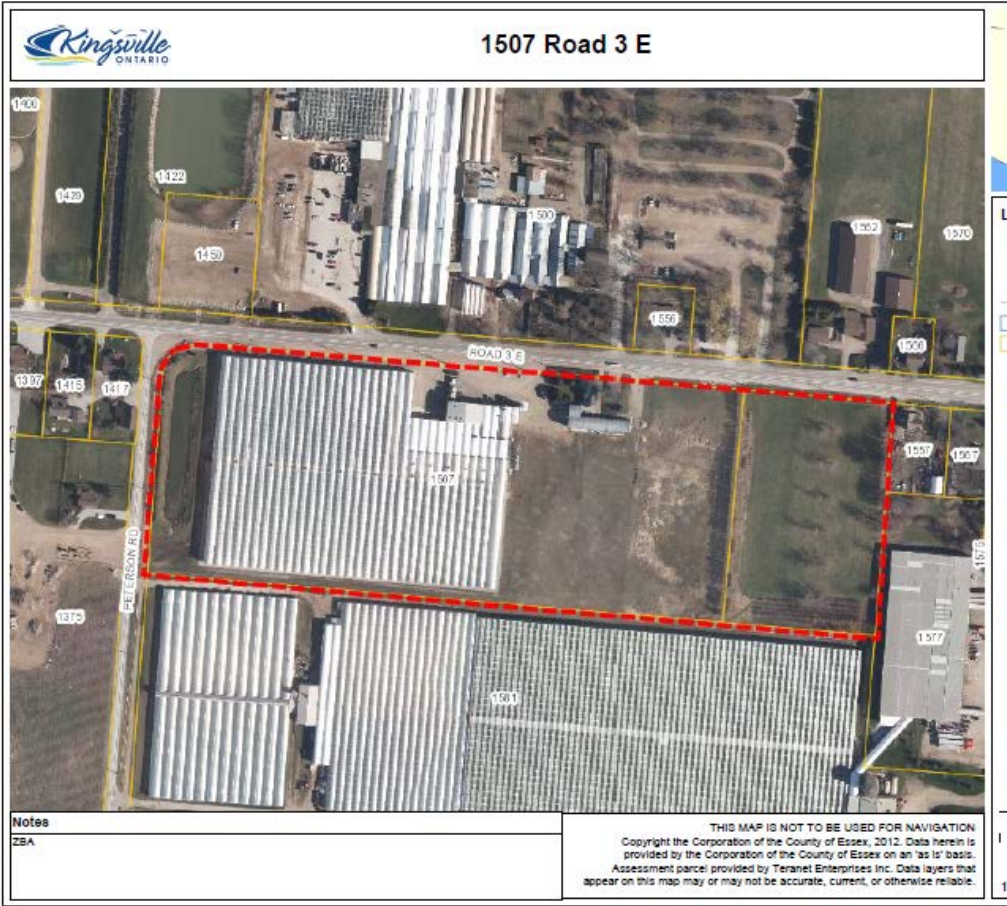 Kingsville
ONTARIO
1507 Road 3 E
1400
1439
1422
1450
1500
1552
1570
1556
1566
ROAD 3 E
1397
1415
1417
1507
1557
1567
PETERSON RD
1575
1375
1577
1581
L
Notes
ZBA
THIS MAP IS NOT TO BE USED FOR NAVIGATION
Copyright the Corporation of the County of Essex, 2012. Data herein is
provided by the Corporation of the County of Essex on an 'as is' basis.
Assessment parcel provided by Teranet Enterprises Inc. Data layers that
appear on this map may or may not be accurate, current, or otherwise reliable.